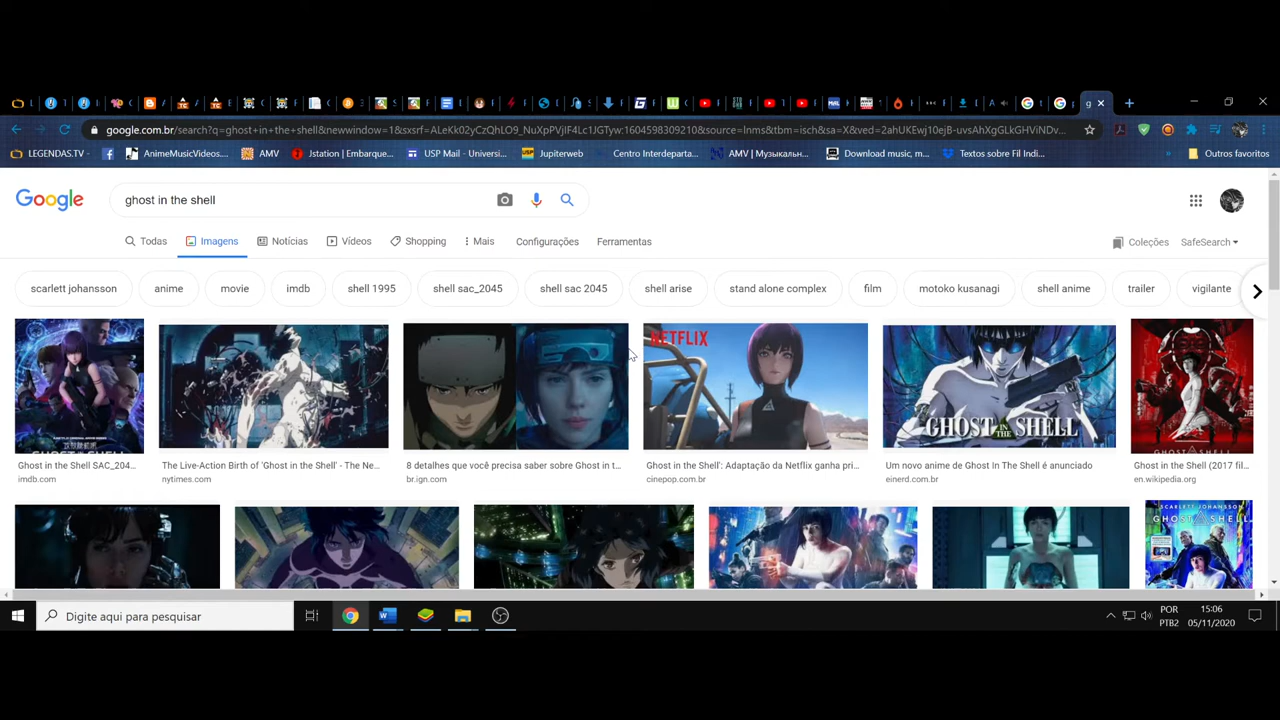 google.com.br/search?q=ghost+in+the+shell&newwindow=1&sxsrf=ALeKk02yCzQhLO9_NuXpPVjIF4Lc1JGTyw:1604598309210&source=lnms&tbm=isch&sa=X&ved=2ahUKEwj10ejB-uvsAhXgGLkGHViNDv...
LEGENDAS.TV -
AnimeMusicVideos....
AMV
Jstation | Embarque...
USP Mail - Universi...
Jupiterweb
Centro Interdeparta...
AMV | Музыкальн...
Download music, m...
Textos sobre Fil Indi...
»
Outros favoritos
Google
ghost in the shell
Todas
Imagens
Notícias
Vídeos
Shopping
Mais
Configurações
Ferramentas
Coleções
SafeSearch
scarlett johansson
anime
movie
imdb
shell 1995
shell sac_2045
shell sac 2045
shell arise
stand alone complex
film
motoko kusanagi
shell anime
trailer
vigilante
NETFLIX
GHOST IN THE SHELL
GHOST IN THE SHELL
Ghost in the Shell SAC_204...
imdb.com
The Live-Action Birth of 'Ghost in the Shell' - The Ne...
nytimes.com
8 detalhes que você precisa saber sobre Ghost in t...
br.ign.com
Ghost in the Shell': Adaptação da Netflix ganha pri...
cinepop.com.br
Um novo anime de Ghost In The Shell é anunciado
einerd.com.br
Ghost in the Shell (2017 fil...
en.wikipedia.org
SCARLETT JOHANSSON
GHOST SHELL
Digite aqui para pesquisar
POR
PTB2
15:06
05/11/2020